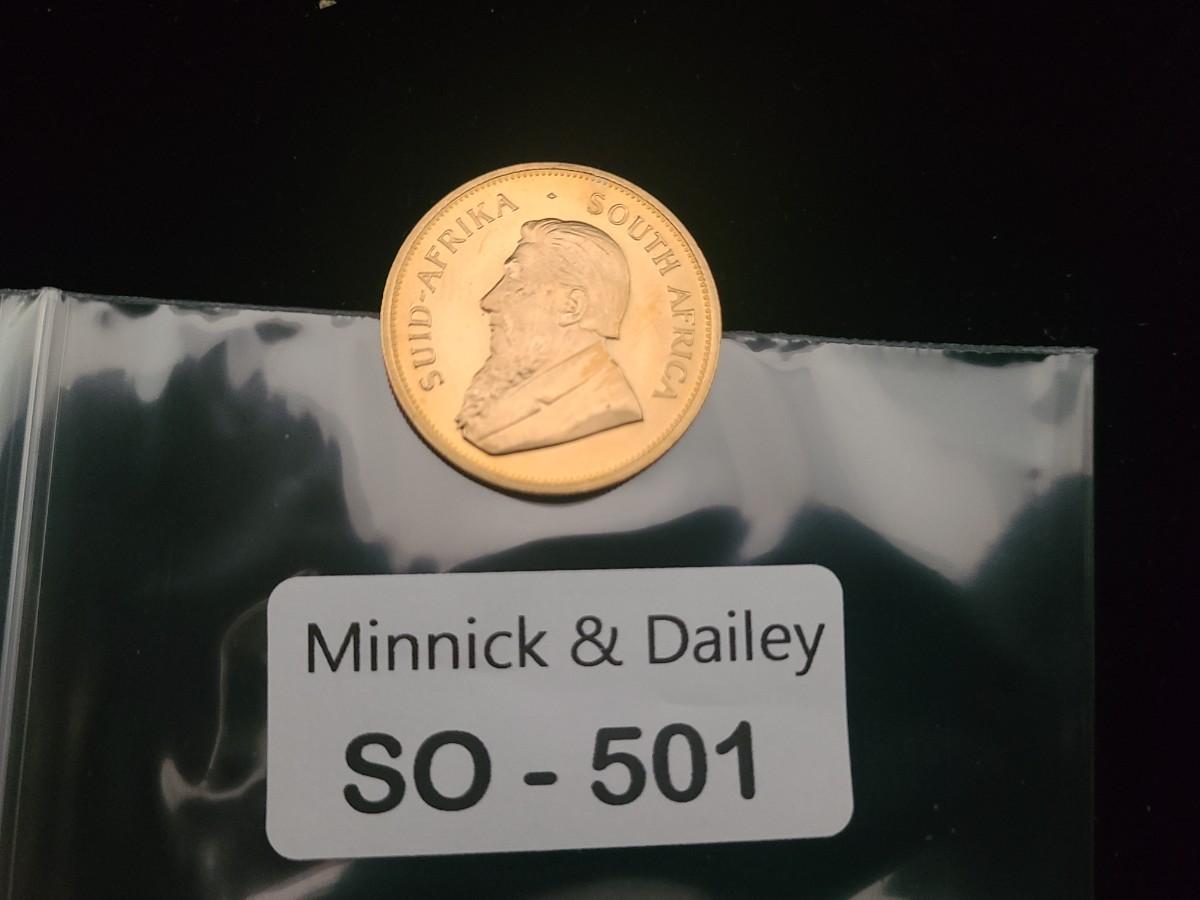 SUID-AFRIKA · SOUTH AFRICA
Minnick & Dailey
SO - 501